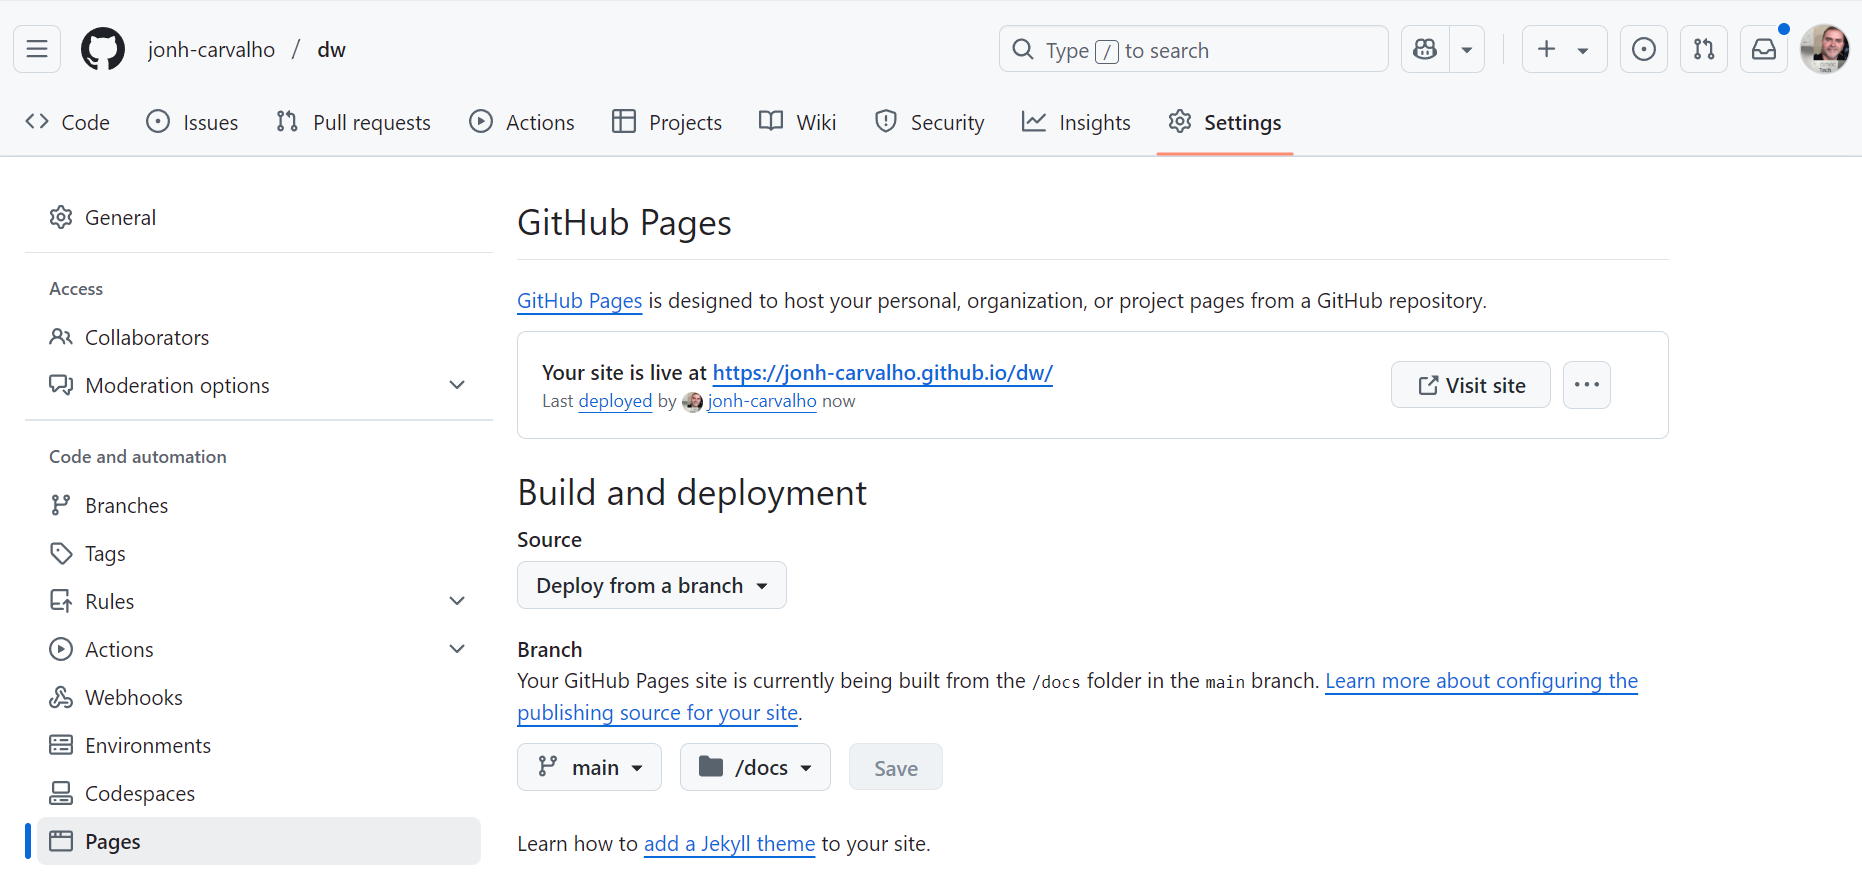 jonh-carvalho / dw
Type / to search
Code Issues Pull requests Actions Projects Wiki Security Insights Settings
General
Access
Collaborators
Moderation options
Code and automation
Branches
Tags
Rules
Actions
Webhooks
Environments
Codespaces
Pages
GitHub Pages
GitHub Pages is designed to host your personal, organization, or project pages from a GitHub repository.
Your site is live at https://jonh-carvalho.github.io/dw/
Last deployed by jonh-carvalho now
Visit site
Build and deployment
Source
Deploy from a branch
Branch
Your GitHub Pages site is currently being built from the /docs folder in the main branch. Learn more about configuring the
publishing source for your site.
main /docs Save
Learn how to add a Jekyll theme to your site.